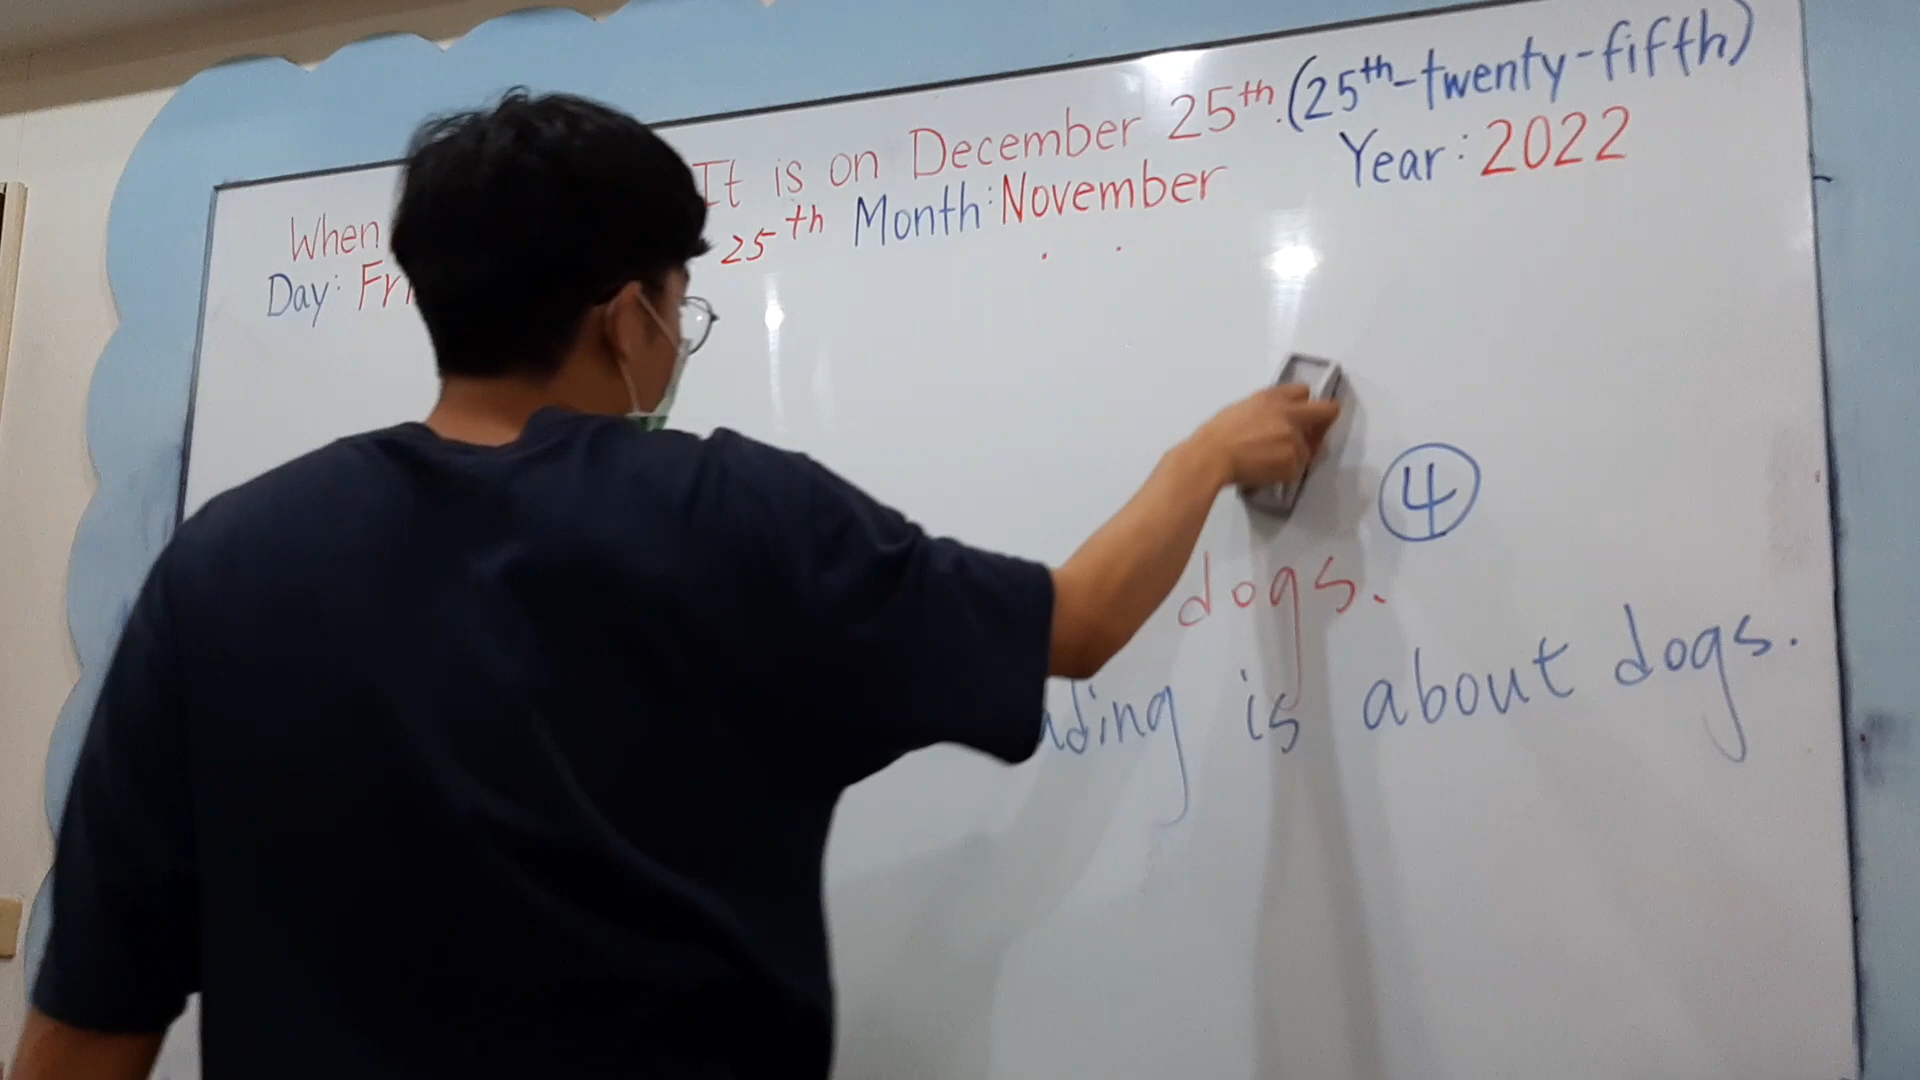 When It is on December 25th. (25th-twenty-fifth)
Day: Fri 25th Month: November Year: 2022
4
dogs.
ding is about dogs.